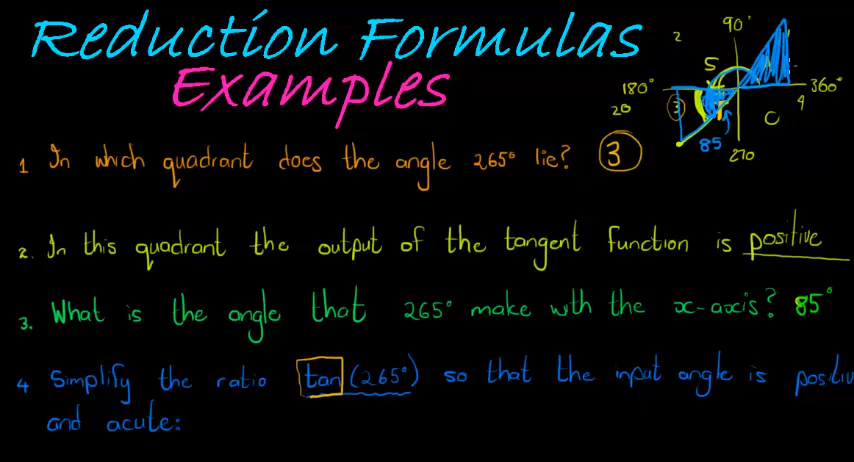 Reduction Formulas
Examples
90°
2
S
180°
360°
20
3
4
C
85
270
1 In which quadrant does the angle 265° lie? 3
2. In this quadrant the output of the tangent function is positive
3. What is the angle that 265° make wth the x-axis? 85°
4 Simplify the ratio tan(265°) so that the input angle is positiv
and acute: